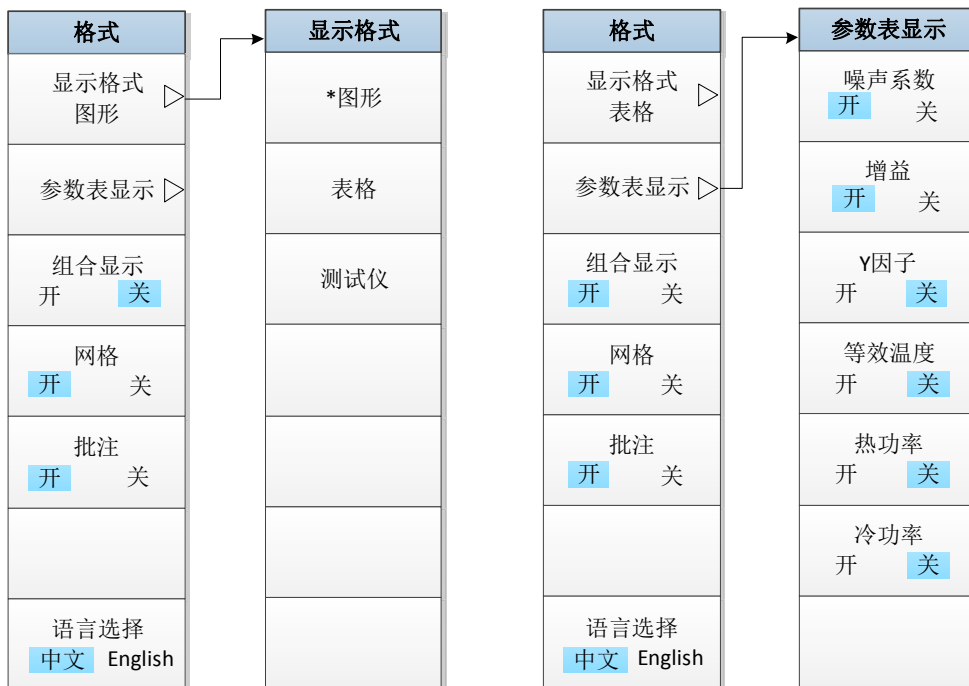 格式
显示格式
图形
参数表显示
组合显示
开 关
网格
开 关
批注
开 关
语言选择
中文 English
显示格式
*图形
表格
测试仪
格式
显示格式
表格
参数表显示
组合显示
开 关
网格
开 关
批注
开 关
语言选择
中文 English
参数表显示
噪声系数
开 关
增益
开 关
Y因子
开 关
等效温度
开 关
热功率
开 关
冷功率
开 关